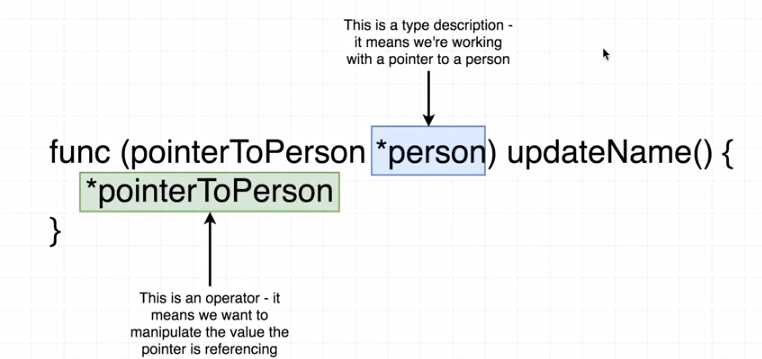 This is a type description -
it means we're working
with a pointer to a person
func (pointerToPerson *person) updateName() {
*pointerToPerson
}
This is an operator - it
means we want to
manipulate the value the
pointer is referencing